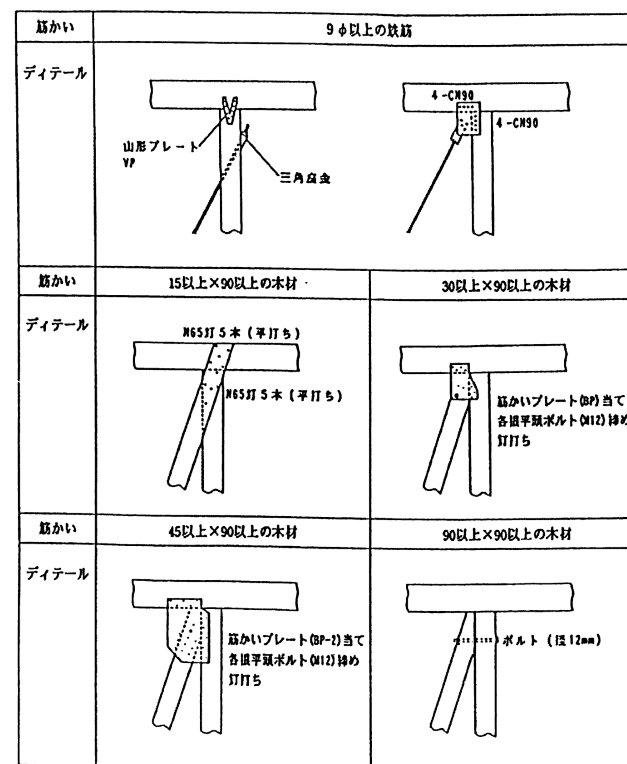 筋かい
9φ以上の鉄筋
ディテール
山形プレート
VP
三角座金
4-CN90
4-CN90
筋かい
15以上×90以上の木材
30以上×90以上の木材
ディテール
N65釘5本（平打ち）
N65釘5本（平打ち）
筋かいプレート(BP)当て
各旧平頭ボルト(M12)締め
釘打ち
筋かい
45以上×90以上の木材
90以上×90以上の木材
ディテール
筋かいプレート(BP-2)当て
各旧平頭ボルト(M12)締め
釘打ち
ボルト（径12mm）